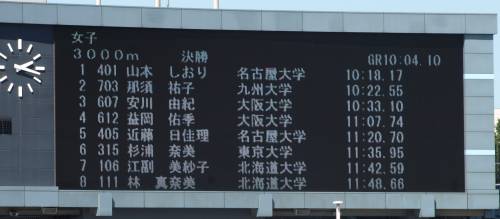 女子
3000m 決勝 GR10:04.10
1 401 山本 しおり 名古屋大学 10:18.17
2 703 那須 祐子 九州大学 10:22.55
3 607 安川 由紀 大阪大学 10:33.10
4 612 益岡 佑季 大阪大学 11:07.74
5 405 近藤 日佳理 名古屋大学 11:20.70
6 315 杉浦 奈美 東京大学 11:35.95
7 106 江副 美紗子 北海道大学 11:42.59
8 111 林 真奈美 北海道大学 11:48.66